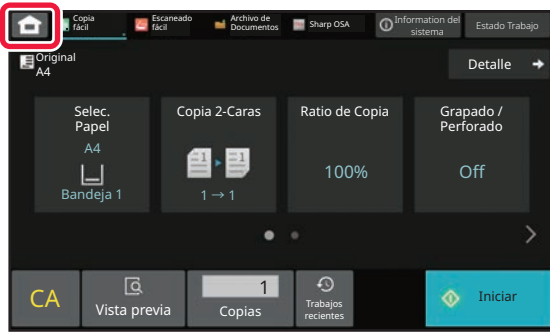 Copia
fácil
Escaneado
fácil
Archivo de
Documentos
Sharp OSA
Information del
sistema
Estado Trabajo
Original
A4
Detalle
Selec.
Papel
A4
Bandeja 1
Copia 2-Caras
1
1
1 → 1
Ratio de Copia
100%
Grapado /
Perforado
Off
CA
Vista previa
1
Copias
Trabajos
recientes
Iniciar